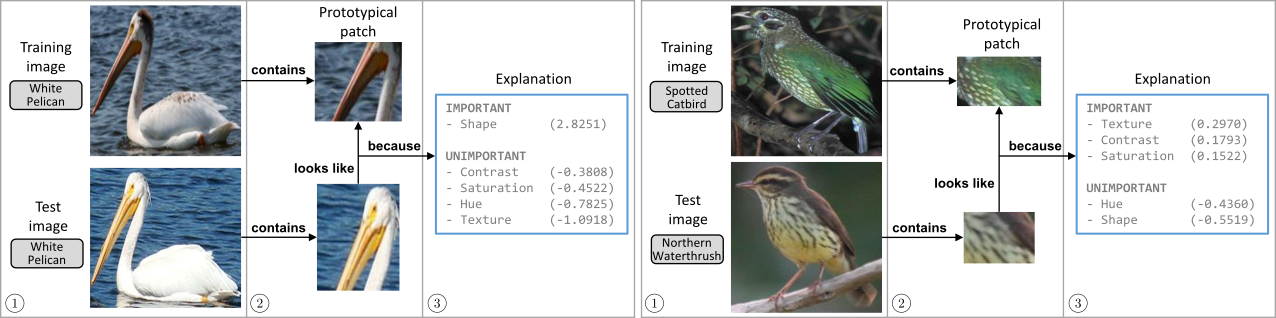 Training
image
White
Pelican
Test
image
White
Pelican
①
contains
contains
Prototypical
patch
looks like
because
②
Explanation
IMPORTANT
- Shape (2.8251)
UNIMPORTANT
- Contrast (-0.3808)
- Saturation (-0.4522)
- Hue (-0.7825)
- Texture (-1.0918)
③
Training
image
Spotted
Catbird
Test
image
Northern
Waterthrush
①
contains
contains
Prototypical
patch
looks like
because
②
Explanation
IMPORTANT
- Texture (0.2970)
- Contrast (0.1793)
- Saturation (0.1522)
UNIMPORTANT
- Hue (-0.4360)
- Shape (-0.5519)
③